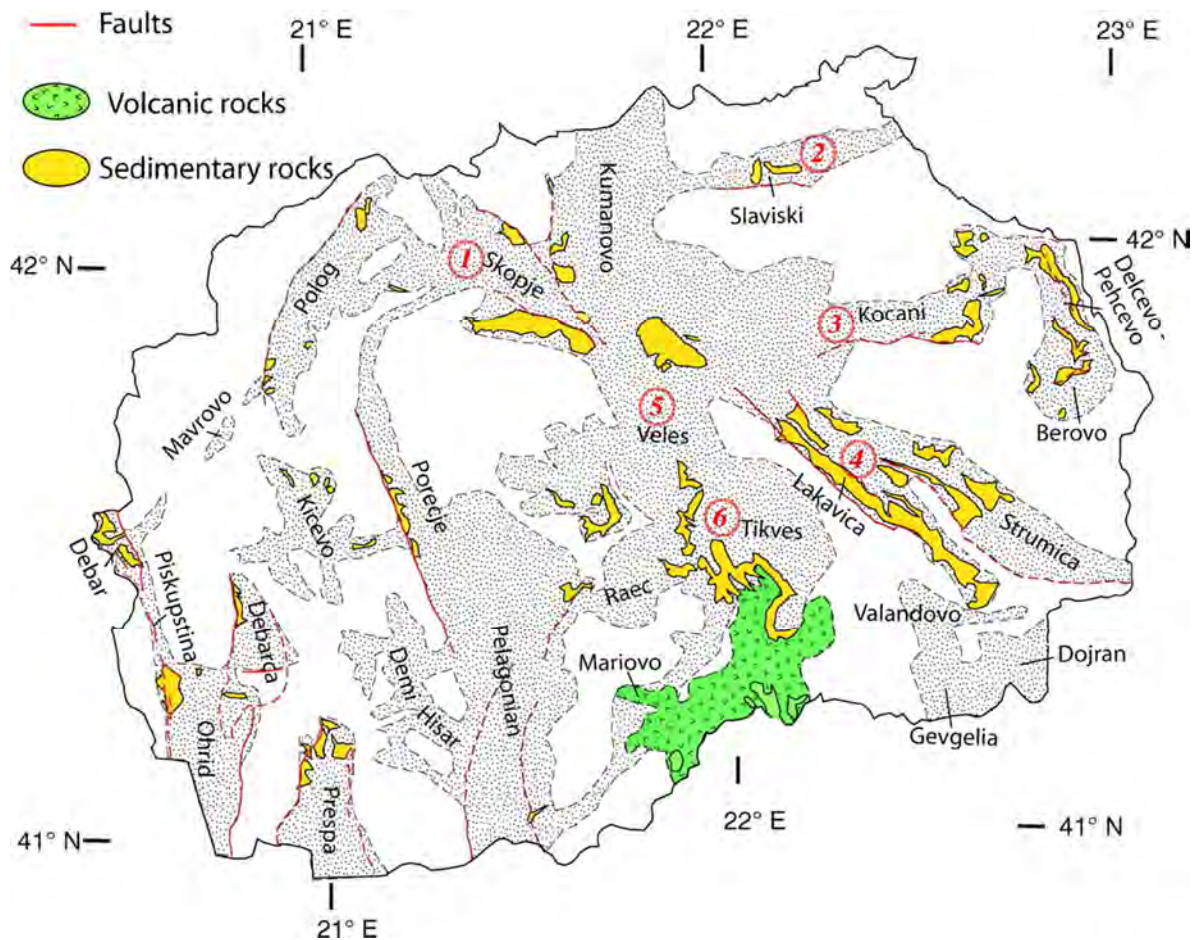 Faults
Volcanic rocks
Sedimentary rocks
21° E
22° E
23° E
42° N
42° N
41° N
41° N
21° E
22° E
1
2
3
4
5
6
Kumanovo
Slaviski
Skopje
Polog
Delcevo-
Pehcevo
Kocani
Berovo
Mavrovo
Veles
Porecje
Kicevo
Lakavica
Strumica
Tikves
Debar
Piskupstina
Debarca
Raec
Valandovo
Dojran
Gevgelia
Mariovo
Pelagonian
Demir
Hisar
Ohrid
Prespa